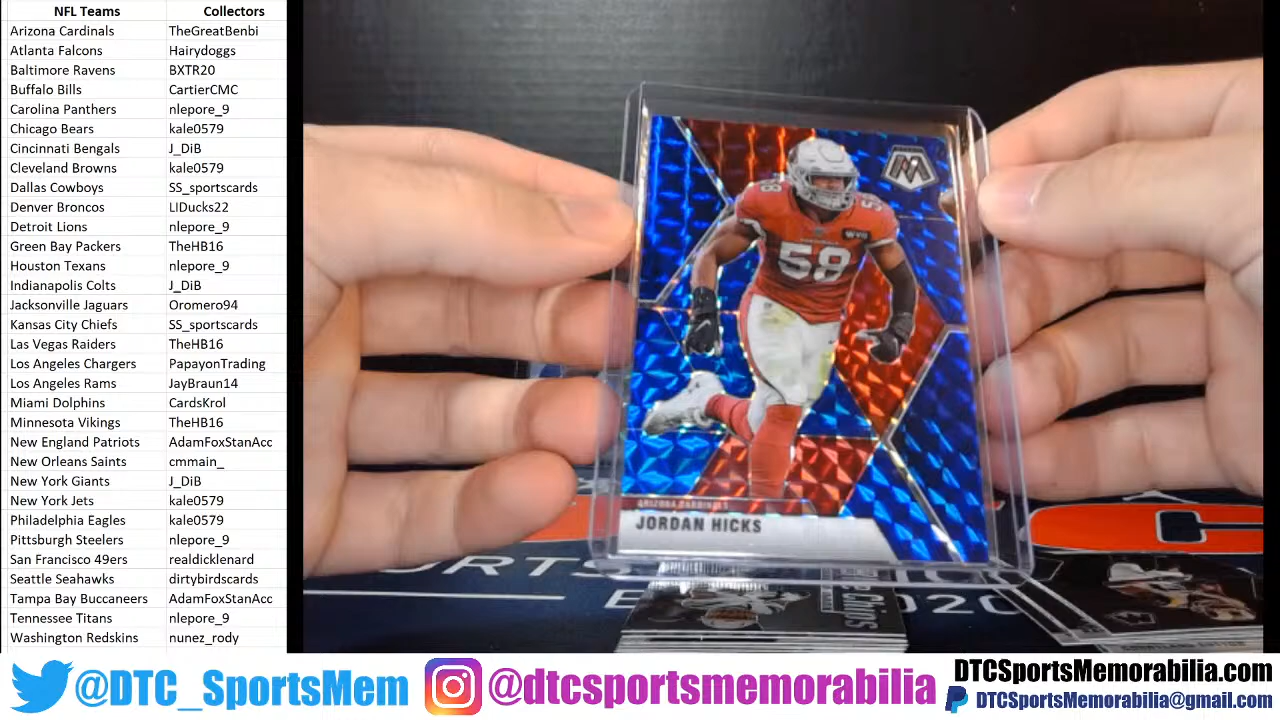 NFL Teams Collectors
Arizona Cardinals TheGreatBenbi
Atlanta Falcons Hairydoggs
Baltimore Ravens BXTR20
Buffalo Bills CartierCMC
Carolina Panthers nlepore_9
Chicago Bears kale0579
Cincinnati Bengals J_DiB
Cleveland Browns kale0579
Dallas Cowboys SS_sportscards
Denver Broncos LIDucks22
Detroit Lions nlepore_9
Green Bay Packers TheHB16
Houston Texans nlepore_9
Indianapolis Colts J_DiB
Jacksonville Jaguars Oromero94
Kansas City Chiefs SS_sportscards
Las Vegas Raiders TheHB16
Los Angeles Chargers PapayonTrading
Los Angeles Rams JayBraun14
Miami Dolphins CardsKrol
Minnesota Vikings TheHB16
New England Patriots AdamFoxStanAcc
New Orleans Saints cmmain_
New York Giants J_DiB
New York Jets kale0579
Philadelphia Eagles kale0579
Pittsburgh Steelers nlepore_9
San Francisco 49ers realdicklenard
Seattle Seahawks dirtybirdscards
Tampa Bay Buccaneers AdamFoxStanAcc
Tennessee Titans nlepore_9
Washington Redskins nunez_rody
M
58
58
58
ARIZONA CARDINALS
JORDAN HICKS
Chips
@DTC_SportsMem
@dtcsportsmemorabilia
DTCSportsMemorabilia.com
DTCSportsMemorabilia@gmail.com